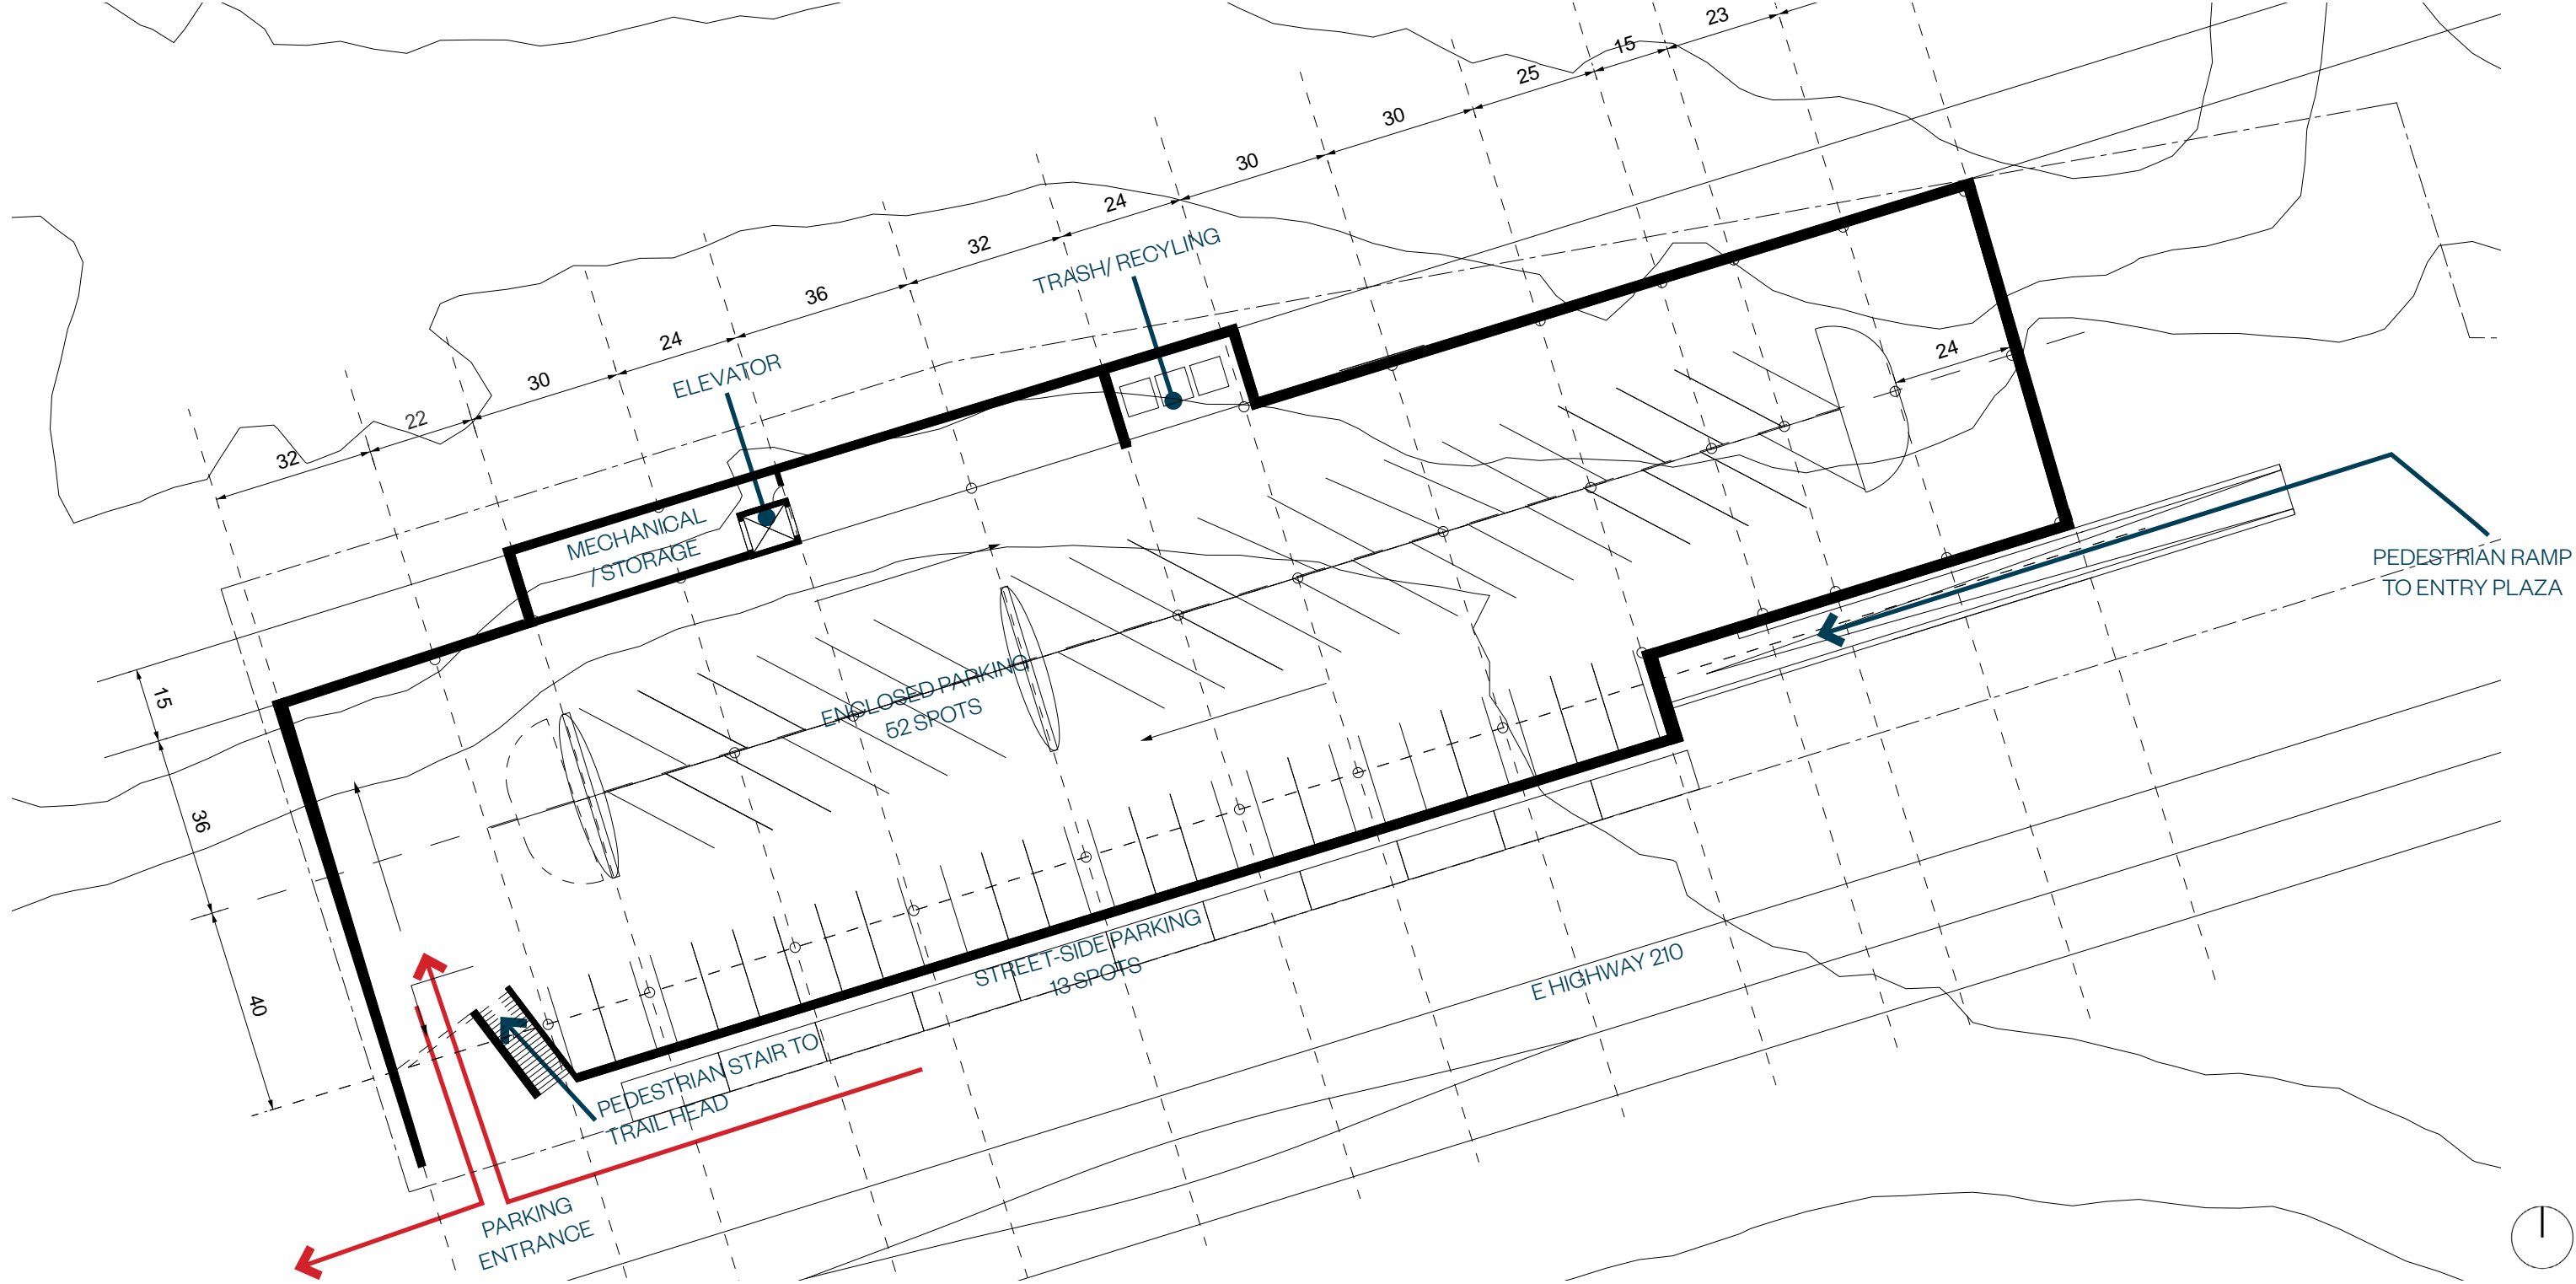 23
15
25
30
30
24
32
36
24
30
22
32
TRASH/ RECYLING
ELEVATOR
24
MECHANICAL
/ STORAGE
PEDESTRIAN RAMP
TO ENTRY PLAZA
15
36
40
ENCLOSED PARKING
52 SPOTS
STREET-SIDE PARKING
13 SPOTS
E HIGHWAY 210
PEDESTRIAN STAIR TO
TRAIL HEAD
PARKING
ENTRANCE